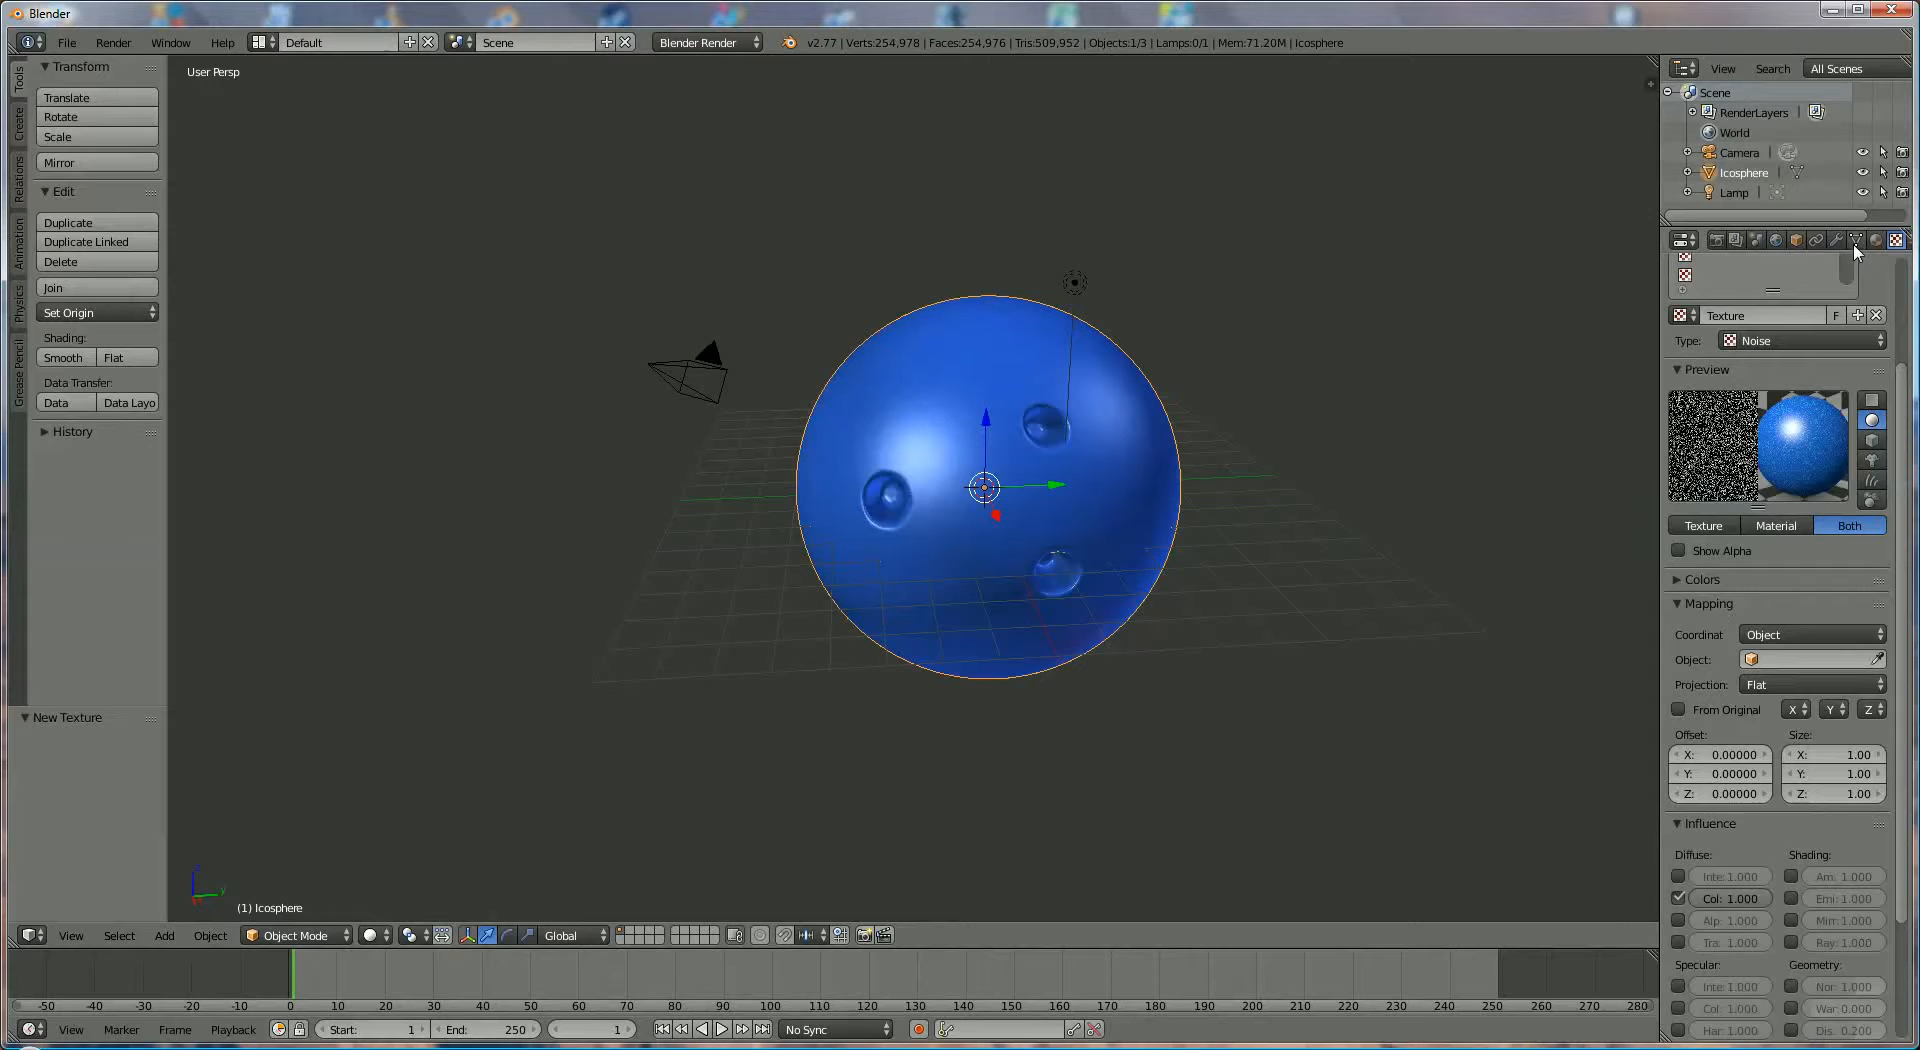 Blender
File Render Window Help Default Scene Blender Render v2.77 | Verts:254,978 | Faces:254,976 | Tris:509,952 | Objects:1/3 | Lamps:0/1 | Mem:71.20M | Icosphere
Tools
Create
Relations
Animation
Physics
Grease Pencil
Transform
Translate
Rotate
Scale
Mirror
Edit
Duplicate
Duplicate Linked
Delete
Join
Set Origin
Shading:
Smooth Flat
Data Transfer:
Data Data Layo
History
New Texture
User Persp
z
y
(1) Icosphere
View Search All Scenes
Scene
RenderLayers
World
Camera
Icosphere
Lamp
Texture F
Type: Noise
Preview
Texture Material Both
Show Alpha
Colors
Mapping
Coordinat Object
Object:
Projection: Flat
From Original X Y Z
Offset: Size:
X: 0.00000 X: 1.00
Y: 0.00000 Y: 1.00
Z: 0.00000 Z: 1.00
Influence
Diffuse: Shading:
Inte: 1.000 Am: 1.000
Col: 1.000 Emi: 1.000
Alp: 1.000 Mirr: 1.000
Tra: 1.000 Ray: 1.000
Specular: Geometry:
Inte: 1.000 Nor: 1.000
Col: 1.000 War: 0.000
Har: 1.000 Dis: 0.200
View Select Add Object Object Mode Global
-50 -40 -30 -20 -10 0 10 20 30 40 50 60 70 80 90 100 110 120 130 140 150 160 170 180 190 200 210 220 230 240 250 260 270 280
View Marker Frame Playback Start: 1 End: 250 1 No Sync